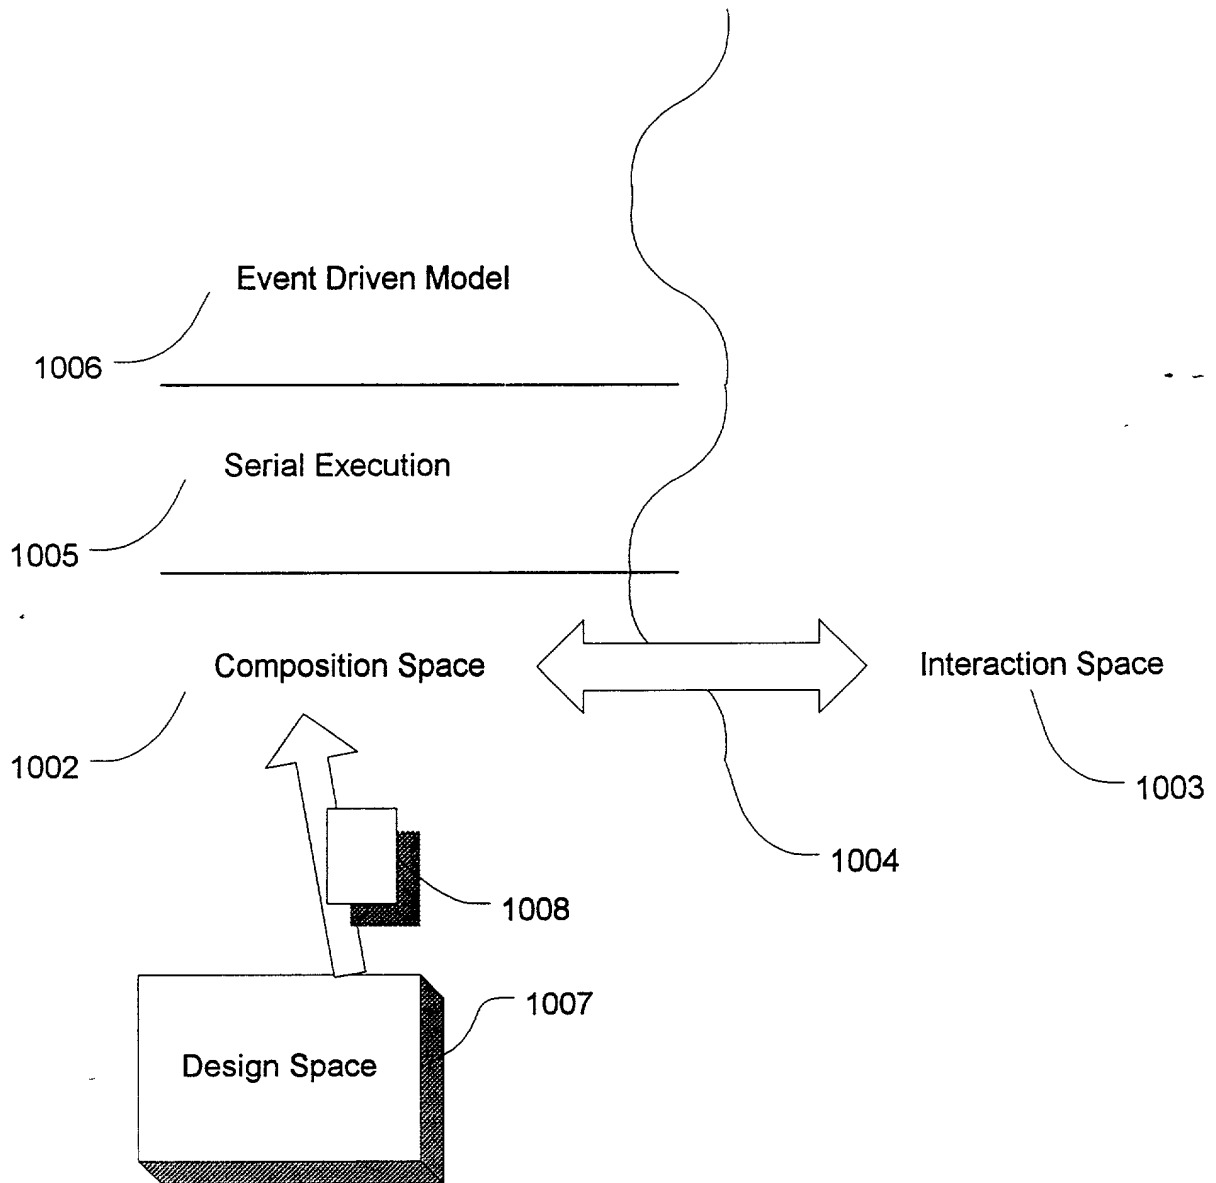 Event Driven Model
1006
Serial Execution
1005
Composition Space
Interaction Space
1002
1003
1004
1008
1007
Design Space